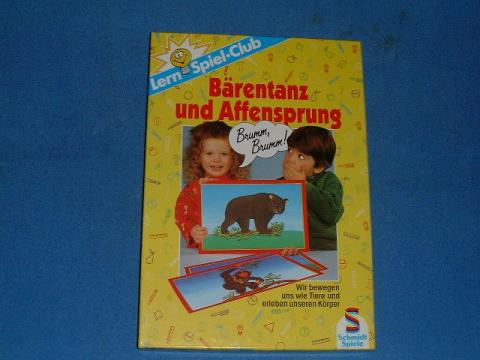 Lern-Spiel-Club
Bärentanz
und Affensprung
Brumm,
Brumm!
Wir bewegen
uns wie Tiere und
erleben unseren Körper
S
Schmidt
Spiele